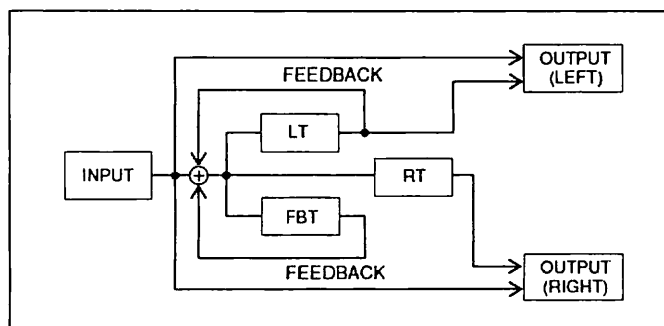 OUTPUT
(LEFT)
FEEDBACK
LT
INPUT
RT
FBT
FEEDBACK
OUTPUT
(RIGHT)